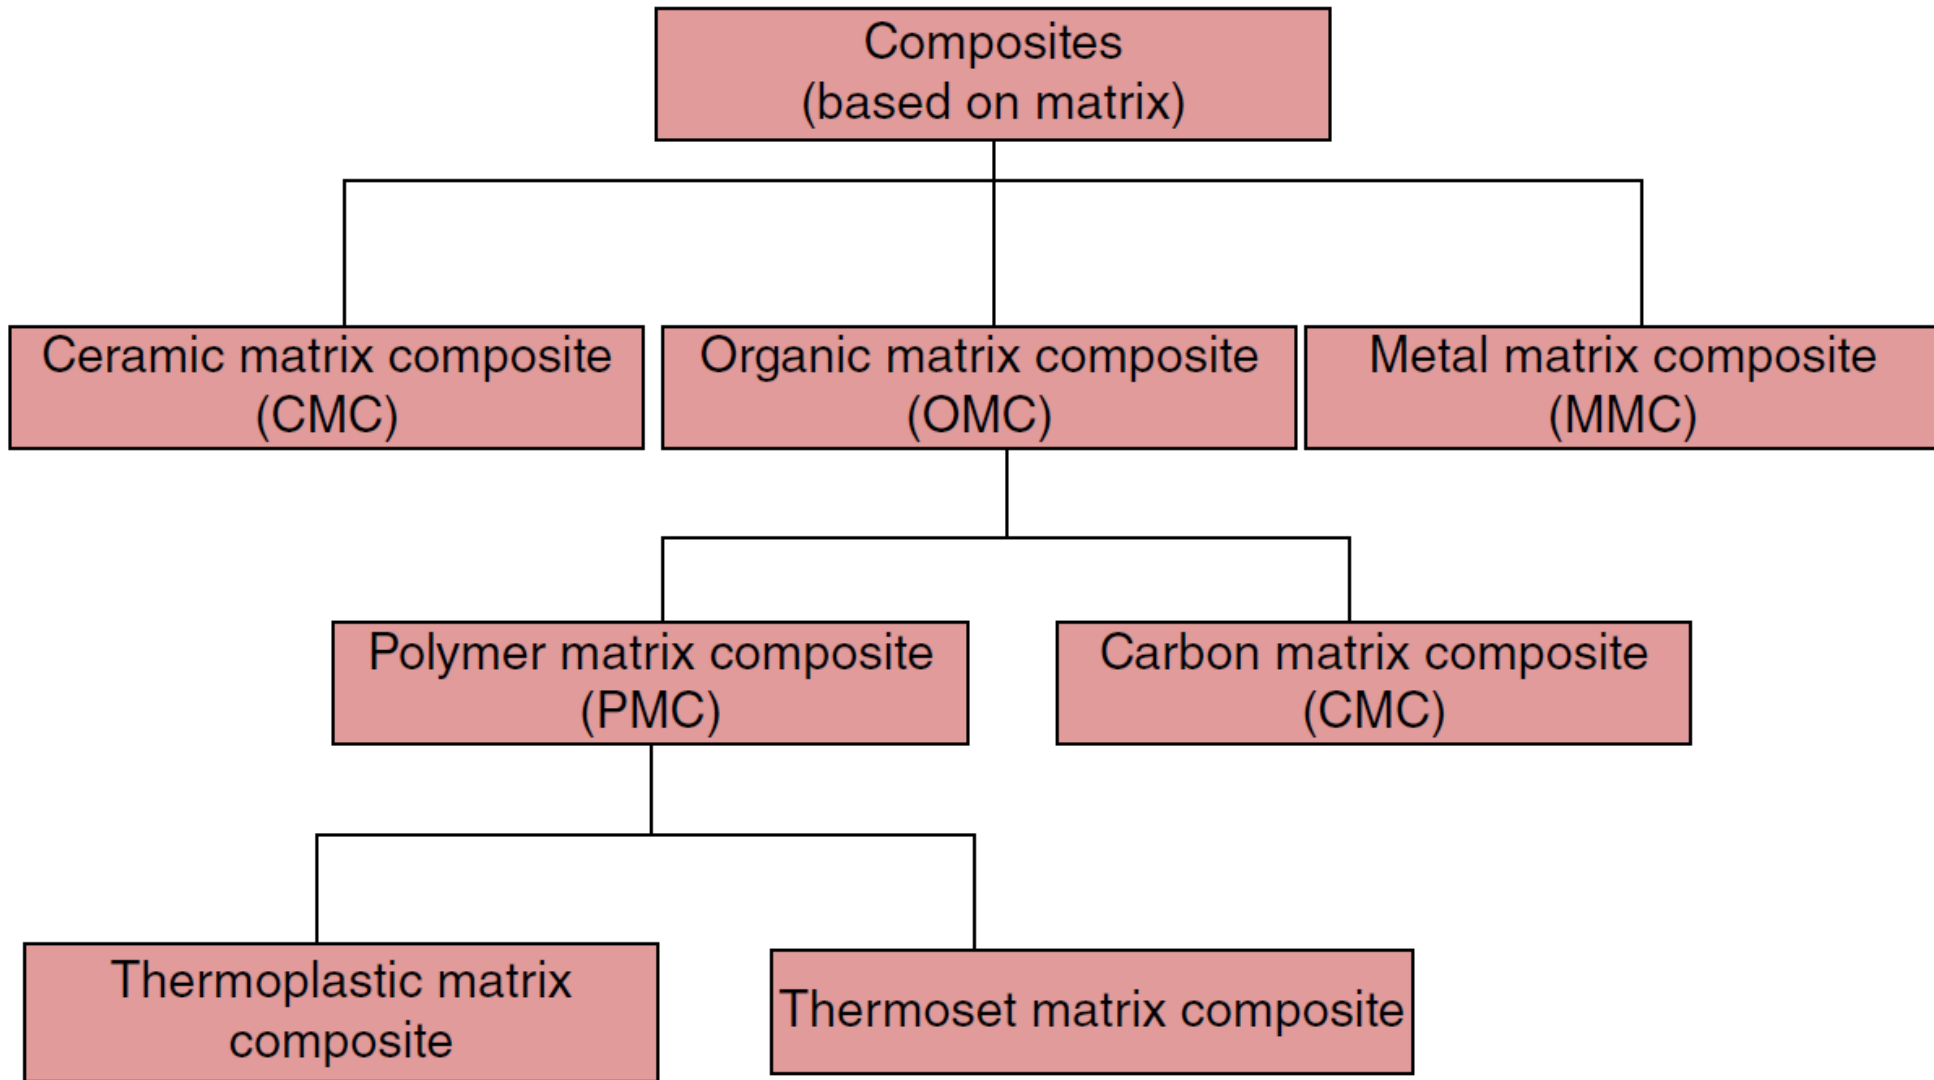 Composites
(based on matrix)
Ceramic matrix composite
(CMC)
Organic matrix composite
(OMC)
Metal matrix composite
(MMC)
Polymer matrix composite
(PMC)
Carbon matrix composite
(CMC)
Thermoplastic matrix
composite
Thermoset matrix composite